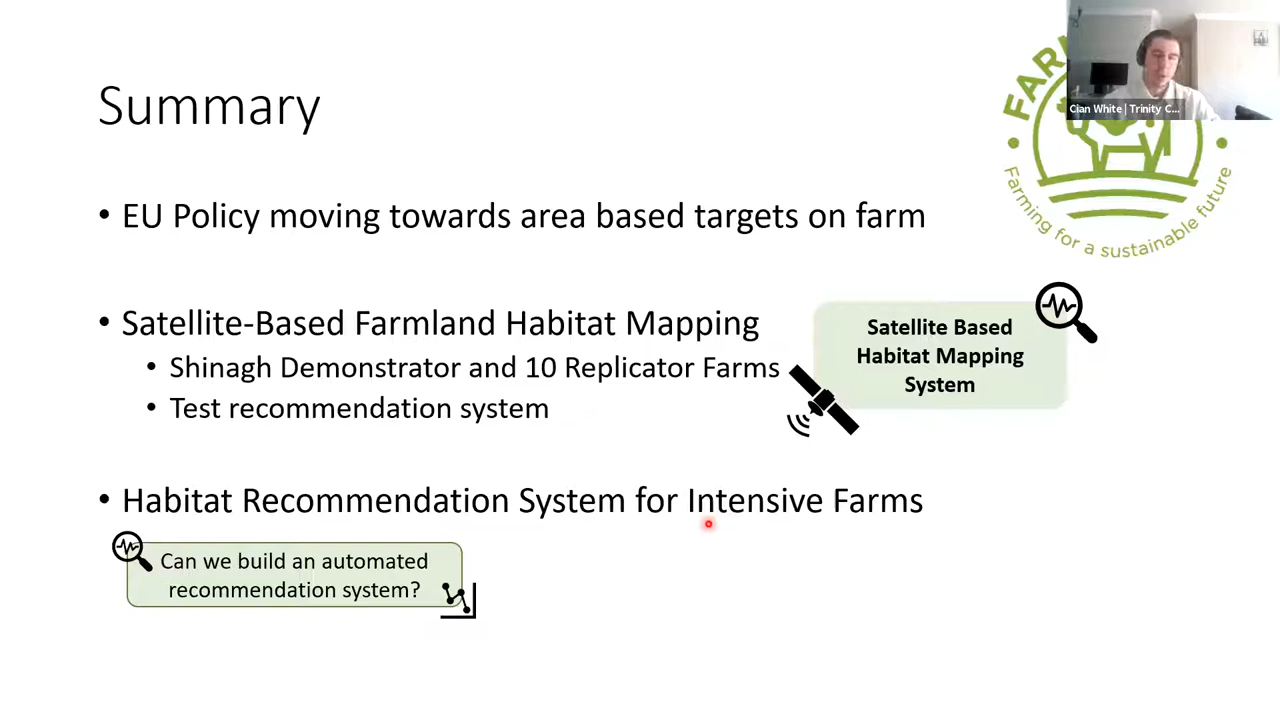 Summary
FAR
Cian White | Trinity C...
Farming for a sustainable future
• EU Policy moving towards area based targets on farm
• Satellite-Based Farmland Habitat Mapping
• Shinagh Demonstrator and 10 Replicator Farms
• Test recommendation system
Satellite Based
Habitat Mapping
System
• Habitat Recommendation System for Intensive Farms
Can we build an automated
recommendation system?